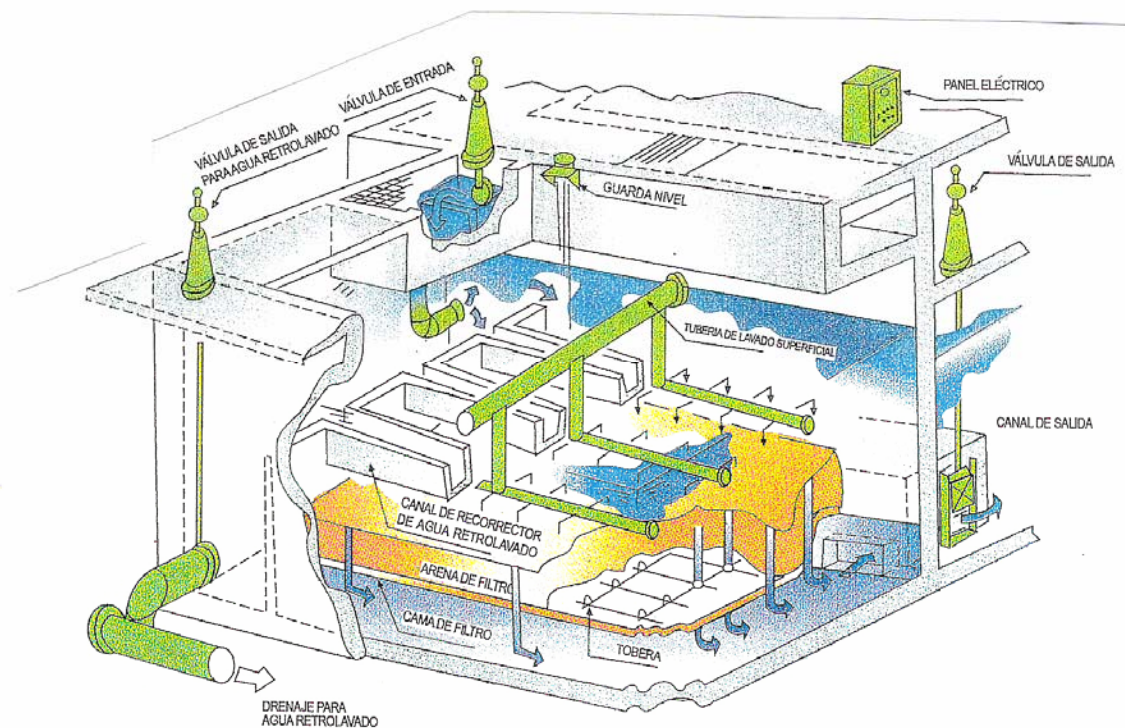 VÁLVULA DE ENTRADA
VÁLVULA DE SALIDA
PARA AGUA RETROLAVADO
PANEL ELÉCTRICO
VÁLVULA DE SALIDA
GUARDA NIVEL
TUBERIA DE LAVADO SUPERFICIAL
CANAL DE SALIDA
CANAL DE RECORRECTOR
DE AGUA RETROLAVADO
ARENA DE FILTRO
CAMA DE FILTRO
TOBERA
DRENAJE PARA
AGUA RETROLAVADO